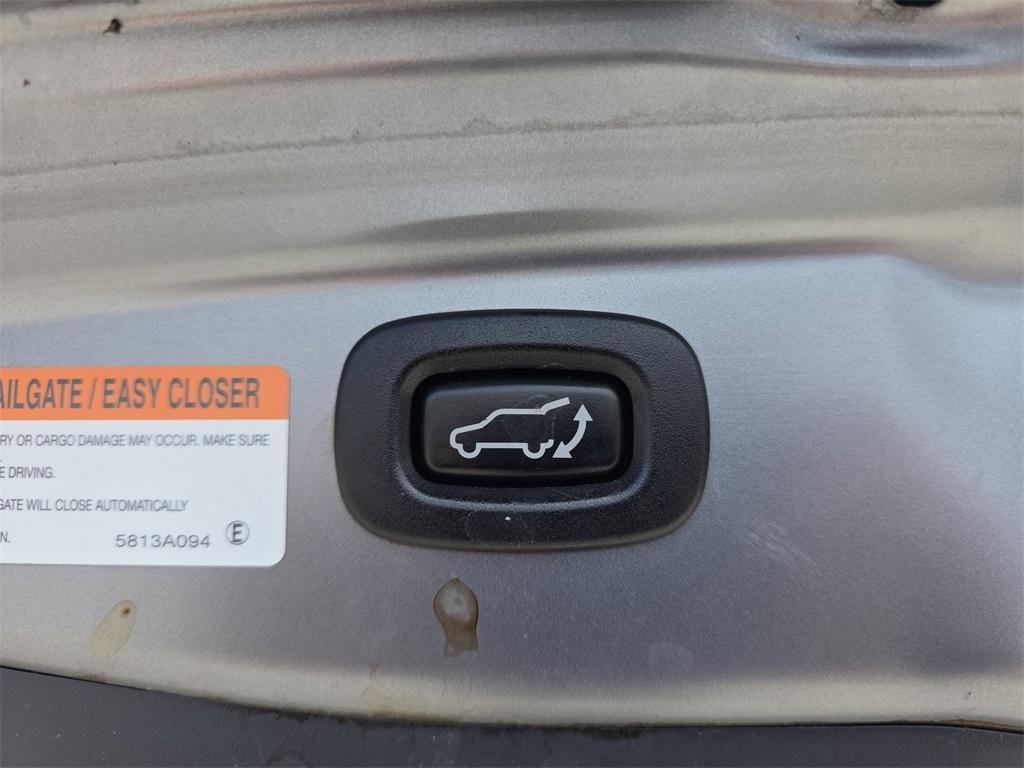 AILGATE / EASY CLOSER
RY OR CARGO DAMAGE MAY OCCUR. MAKE SURE
E DRIVING.
GATE WILL CLOSE AUTOMATICALLY
N.
5813A094 E